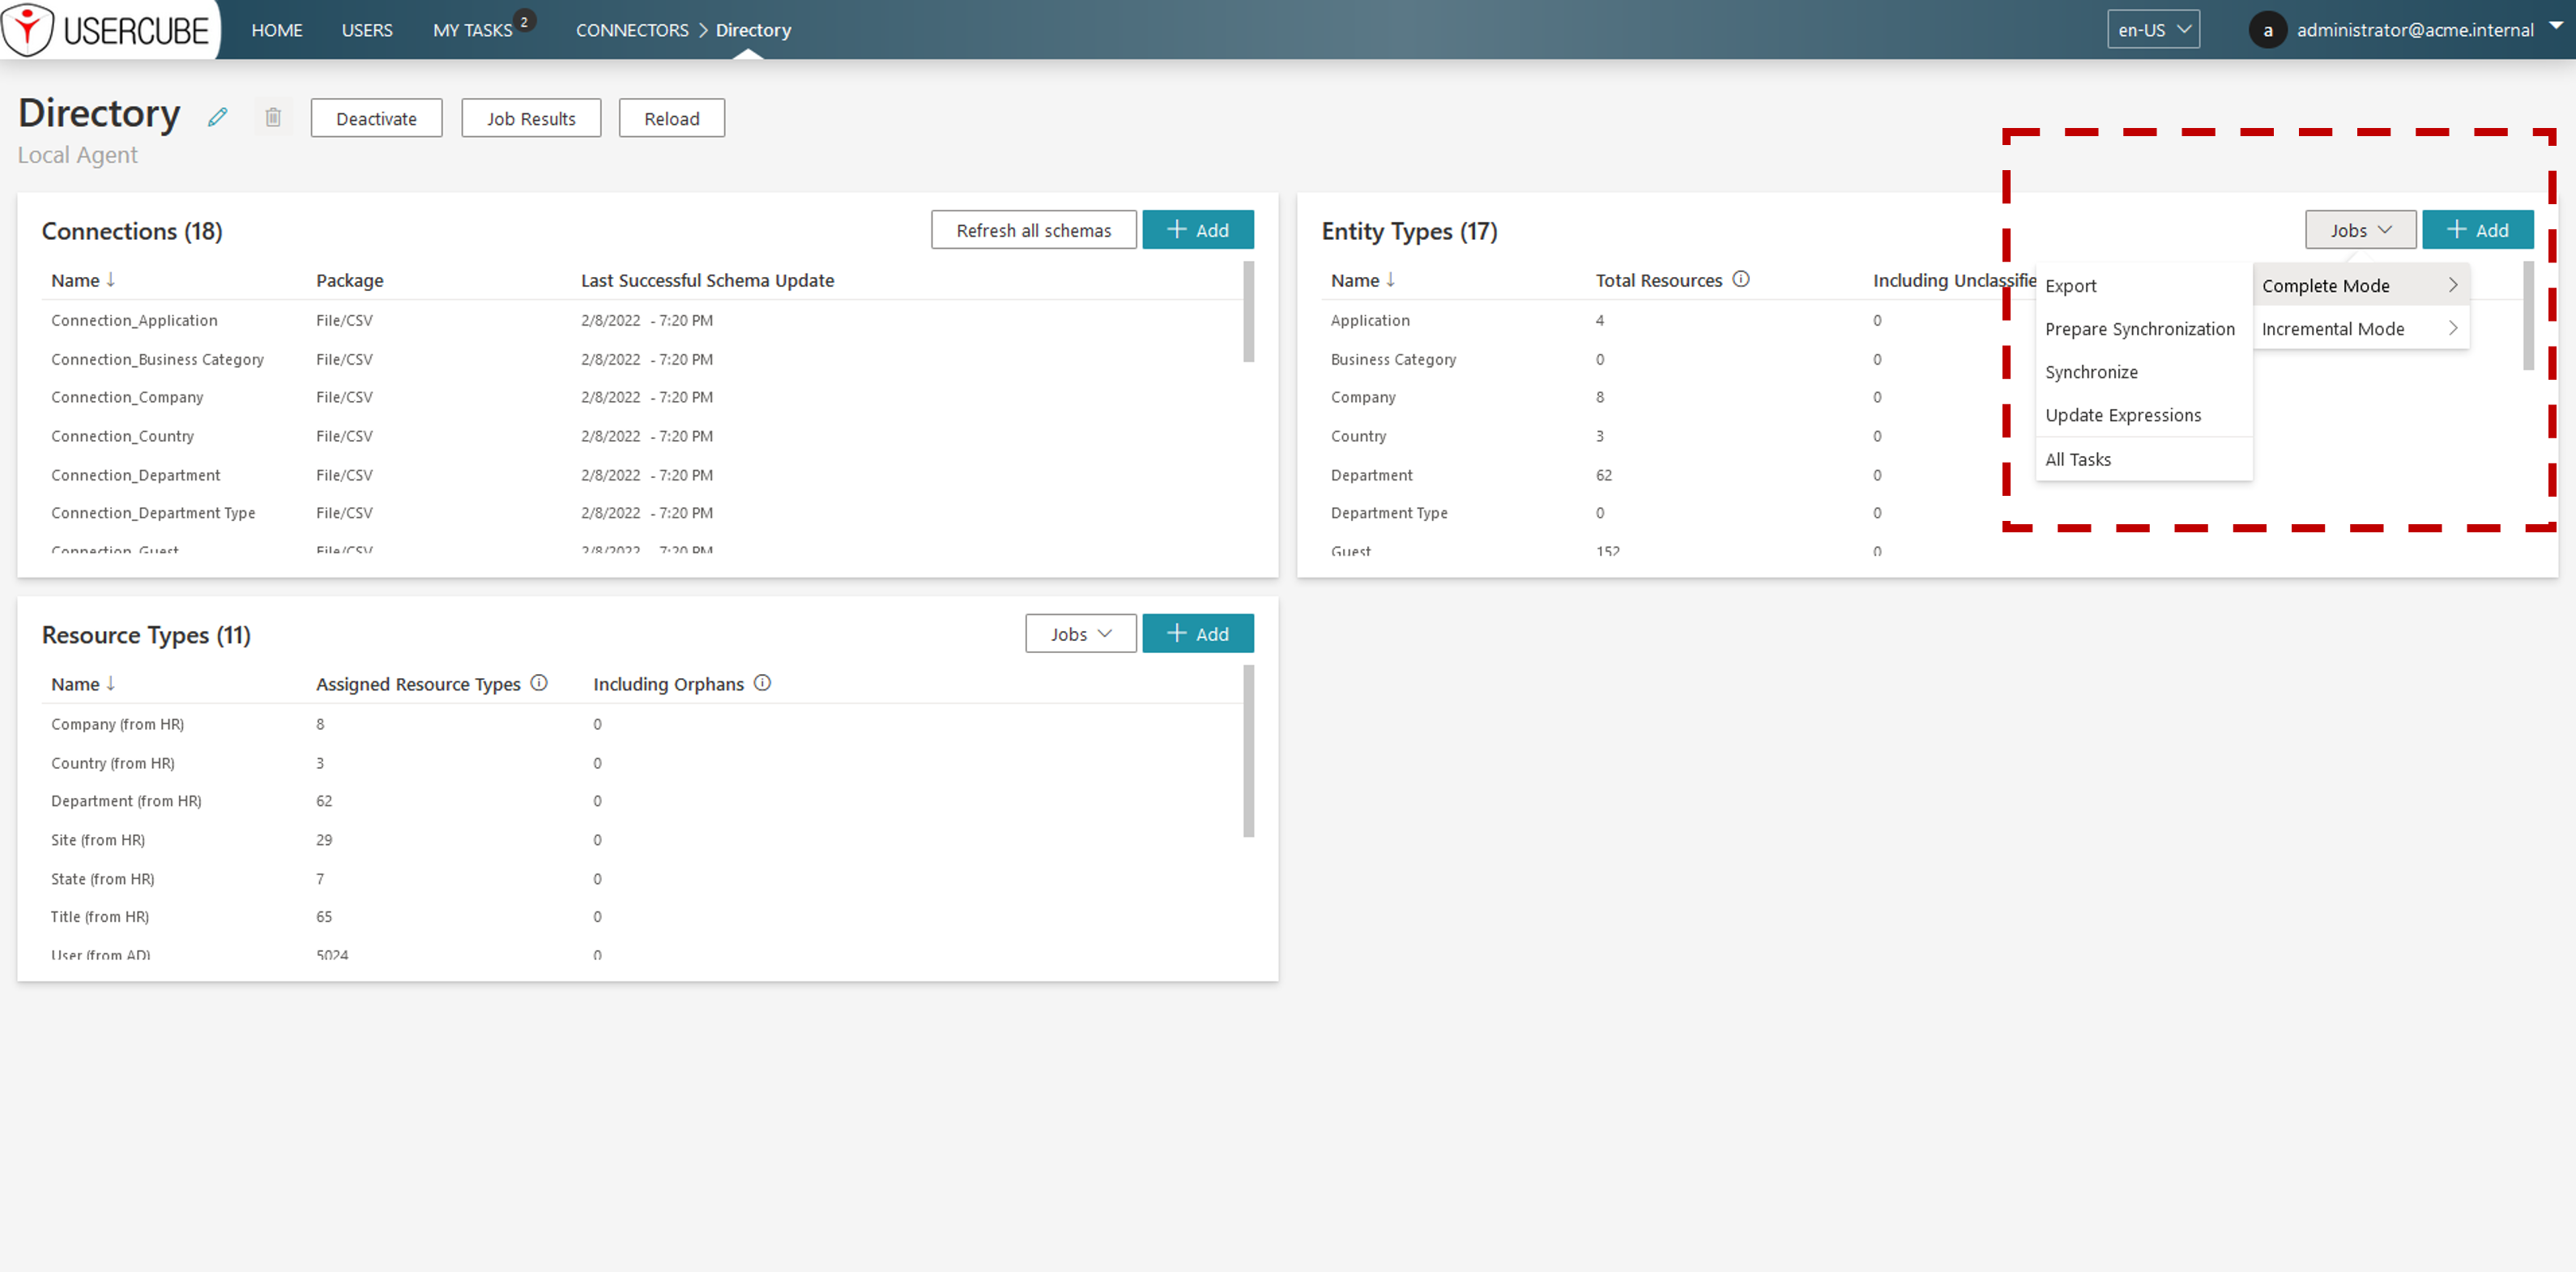 USERCUBE HOME USERS MY TASKS 2 CONNECTORS > Directory en-US a administrator@acme.internal
Directory Deactivate Job Results Reload
Local Agent
Connections (18) Refresh all schemas + Add
Name ↓ Package Last Successful Schema Update
Connection_Application File/CSV 2/8/2022 - 7:20 PM
Connection_Business Category File/CSV 2/8/2022 - 7:20 PM
Connection_Company File/CSV 2/8/2022 - 7:20 PM
Connection_Country File/CSV 2/8/2022 - 7:20 PM
Connection_Department File/CSV 2/8/2022 - 7:20 PM
Connection_Department Type File/CSV 2/8/2022 - 7:20 PM
Connection_Guest File/CSV 2/8/2022 - 7:20 PM
Entity Types (17) Jobs + Add
Name ↓ Total Resources Including Unclassifie
Application 4 0
Business Category 0 0
Company 8 0
Country 3 0
Department 62 0
Department Type 0 0
Guest 152 0
Complete Mode
Incremental Mode
Export
Prepare Synchronization
Synchronize
Update Expressions
All Tasks
Resource Types (11) Jobs + Add
Name ↓ Assigned Resource Types Including Orphans
Company (from HR) 8 0
Country (from HR) 3 0
Department (from HR) 62 0
Site (from HR) 29 0
State (from HR) 7 0
Title (from HR) 65 0
User (from AD) 5024 0